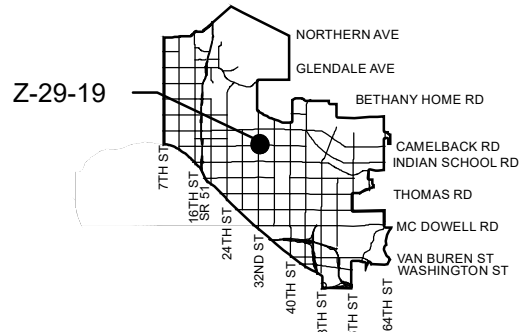 NORTHERN AVE
GLENDALE AVE
Z-29-19
BETHANY HOME RD
CAMELBACK RD
INDIAN SCHOOL RD
THOMAS RD
MC DOWELL RD
VAN BUREN ST
WASHINGTON ST
7TH ST
16TH ST
SR 51
24TH ST
32ND ST
40TH ST
64TH ST